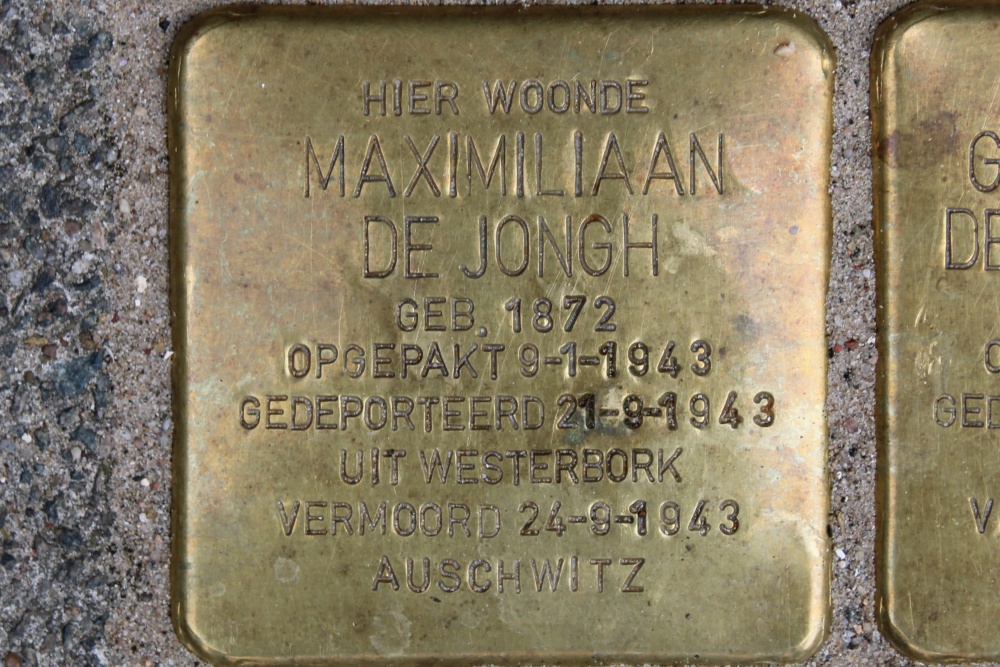 HIER WOONDE
MAXIMILIAAN
DE JONGH
GEB. 1872
OPGEPAKT 9-1-1943
GEDEPORTEERD 21-9-1943
UIT WESTERBORK
VERMOORD 24-9-1943
AUSCHWITZ